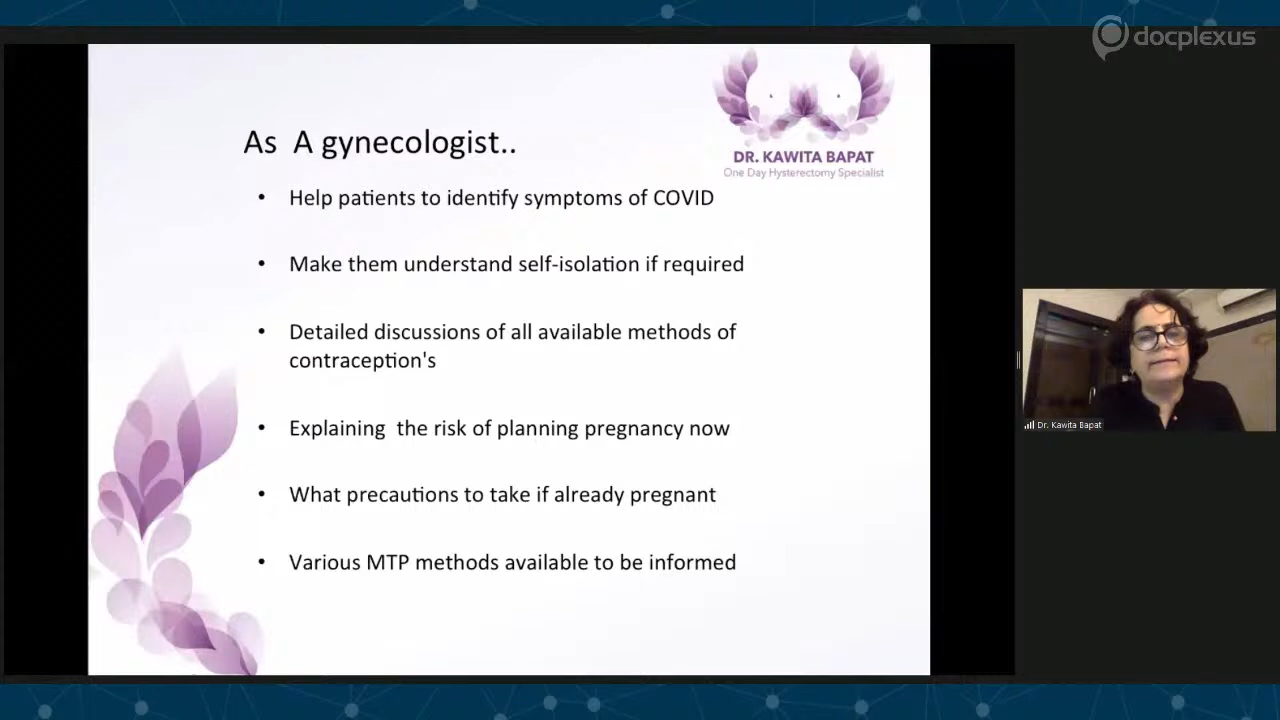 docplexus
DR. KAWITA BAPAT
One Day Hysterectomy Specialist
As A gynecologist..
• Help patients to identify symptoms of COVID
• Make them understand self-isolation if required
• Detailed discussions of all available methods of
contraception's
• Explaining the risk of planning pregnancy now
• What precautions to take if already pregnant
• Various MTP methods available to be informed
Dr. Kawita Bapat